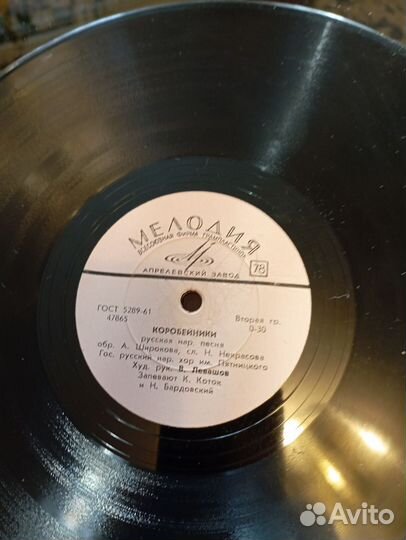 МЕЛОДИЯ
ВСЕСОЮЗНАЯ ФИРМА ГРАМПЛАСТИНОК
АПРЕЛЕВСКИЙ ЗАВОД
78
ГОСТ 5289-61
47865
Вторая гр.
0-30
КОРОБЕЙНИКИ
русская нар. песня
обр. А. Широкова, сл. Н. Некрасова
Гос. русский нар. хор им. Пятницкого
Худ. рук. В. Левашов
Запевают К. Коток
и Н. Бардовский
Avito